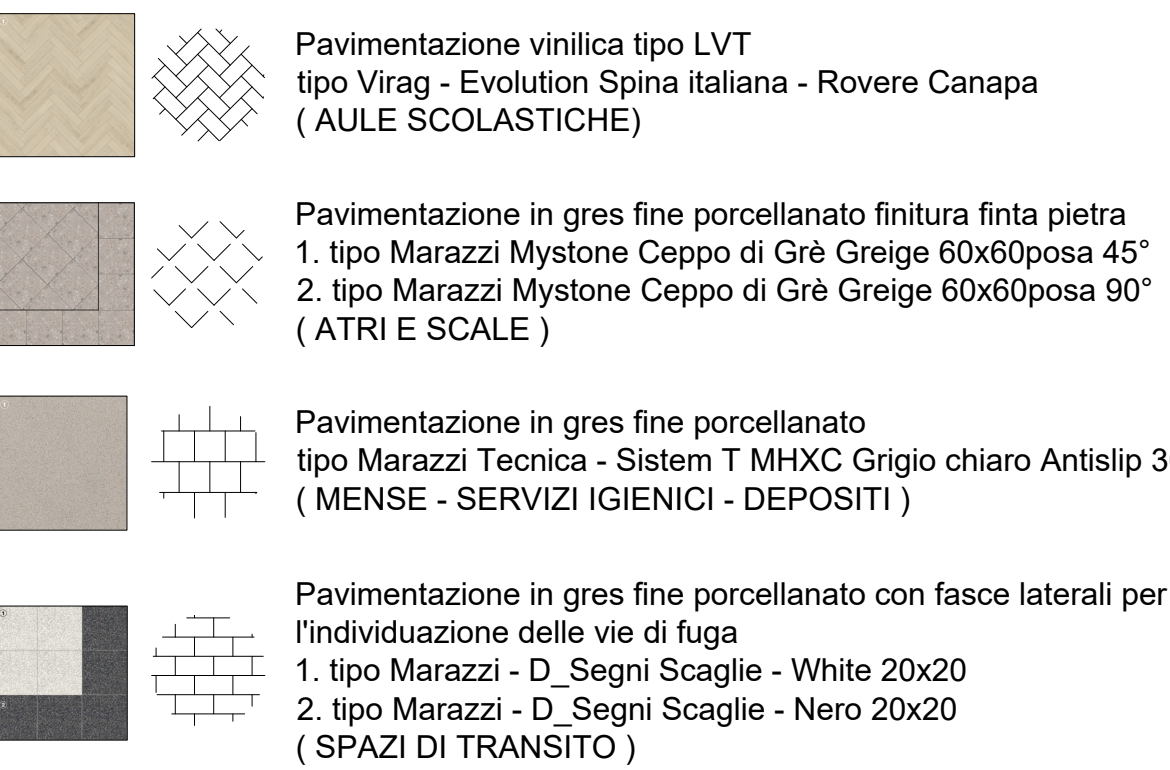 Pavimentazione vinilica tipo LVT
tipo Virag - Evolution Spina italiana - Rovere Canapa
( AULE SCOLASTICHE)
Pavimentazione in gres fine porcellanato finitura finta pietra
1. tipo Marazzi Mystone Ceppo di Grè Greige 60x60posa 45°
2. tipo Marazzi Mystone Ceppo di Grè Greige 60x60posa 90°
( ATRI E SCALE )
Pavimentazione in gres fine porcellanato
tipo Marazzi Tecnica - Sistem T MHXC Grigio chiaro Antislip
( MENSE - SERVIZI IGIENICI - DEPOSITI )
Pavimentazione in gres fine porcellanato con fasce laterali per
l'individuazione delle vie di fuga
1. tipo Marazzi - D_Segni Scaglie - White 20x20
2. tipo Marazzi - D_Segni Scaglie - Nero 20x20
( SPAZI DI TRANSITO )